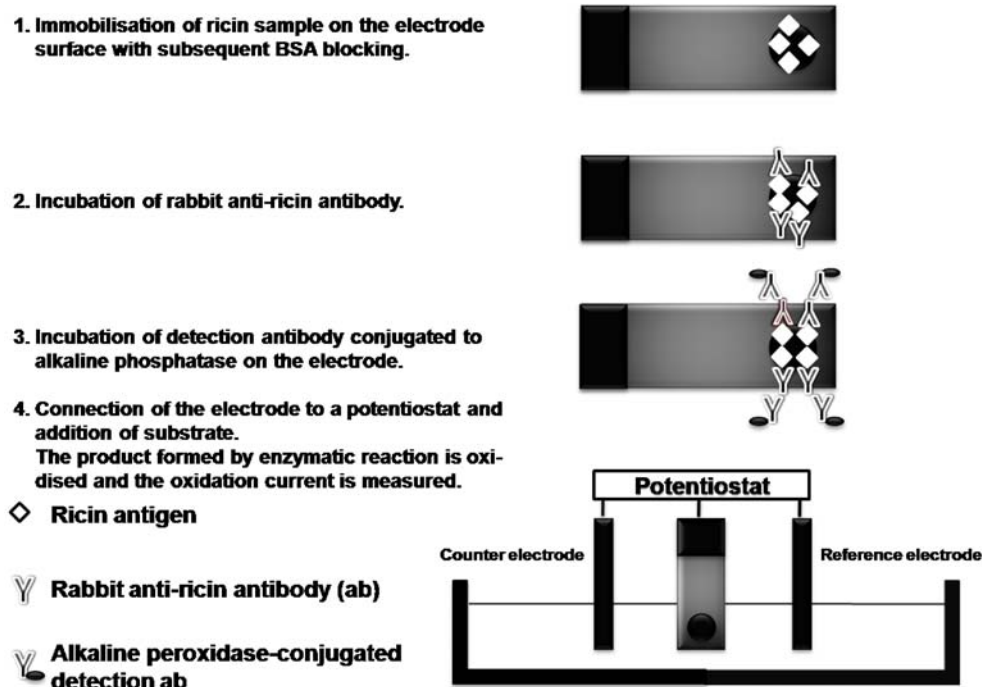 1. Immobilisation of ricin sample on the electrode
surface with subsequent BSA blocking.
2. Incubation of rabbit anti-ricin antibody.
3. Incubation of detection antibody conjugated to
alkaline phosphatase on the electrode.
4. Connection of the electrode to a potentiostat and
addition of substrate.
The product formed by enzymatic reaction is oxi-
dised and the oxidation current is measured.
Ricin antigen
Rabbit anti-ricin antibody (ab)
Alkaline peroxidase-conjugated
detection ab
Potentiostat
Counter electrode
Reference electrode